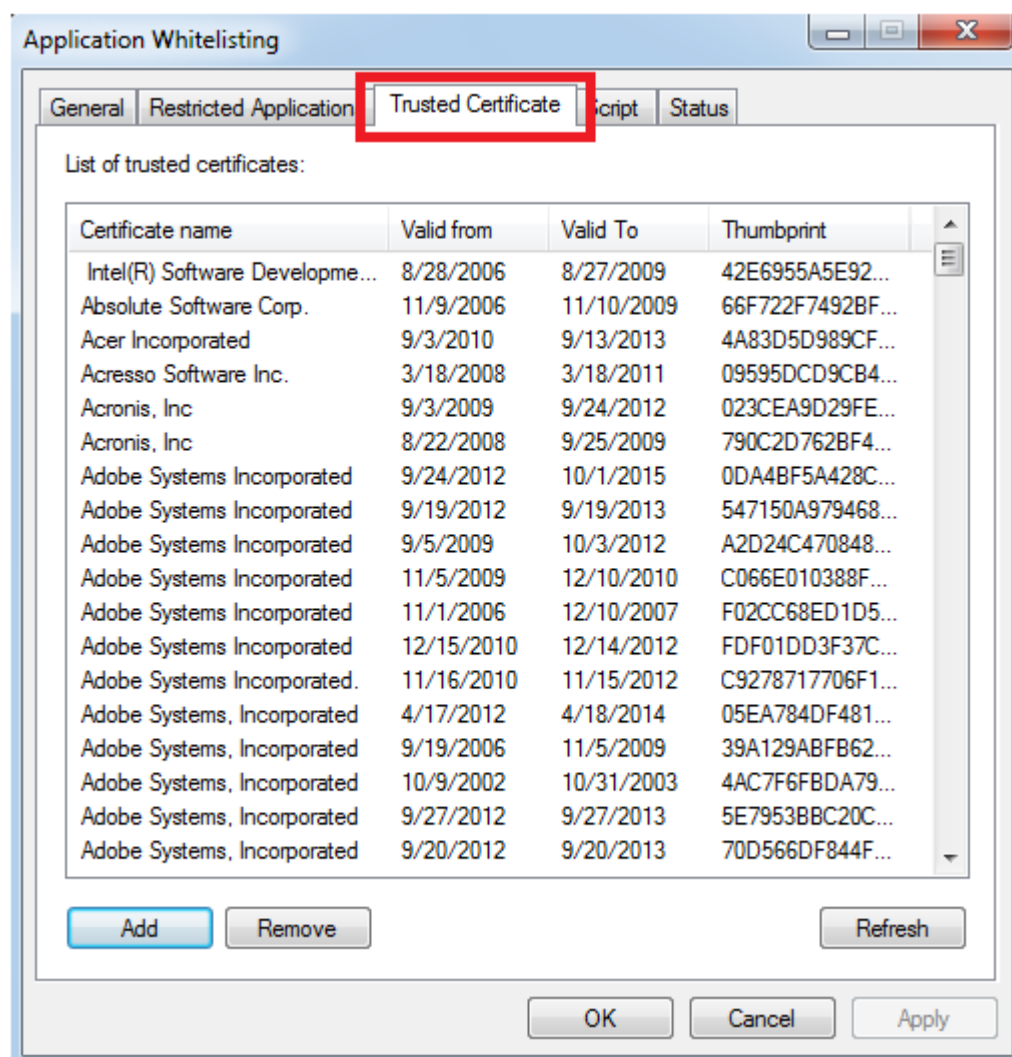 Application Whitelisting
General Restricted Application Trusted Certificate Script Status
List of trusted certificates:
Certificate name Valid from Valid To Thumbprint
Intel(R) Software Developme... 8/28/2006 8/27/2009 42E6955A5E92...
Absolute Software Corp. 11/9/2006 11/10/2009 66F722F7492BF...
Acer Incorporated 9/3/2010 9/13/2013 4A83D5D989CF...
Acresso Software Inc. 3/18/2008 3/18/2011 09595DCD9CB4...
Acronis, Inc 9/3/2009 9/24/2012 023CEA9D29FE...
Acronis, Inc 8/22/2008 9/25/2009 790C2D762BF4...
Adobe Systems Incorporated 9/24/2012 10/1/2015 0DA4BF5A428C...
Adobe Systems Incorporated 9/19/2012 9/19/2013 547150A979468...
Adobe Systems Incorporated 9/5/2009 10/3/2012 A2D24C470848...
Adobe Systems Incorporated 11/5/2009 12/10/2010 C066E010388F...
Adobe Systems Incorporated 11/1/2006 12/10/2007 F02CC68ED1D5...
Adobe Systems Incorporated 12/15/2010 12/14/2012 FDF01DD3F37C...
Adobe Systems Incorporated. 11/16/2010 11/15/2012 C9278717706F1...
Adobe Systems, Incorporated 4/17/2012 4/18/2014 05EA784DF481...
Adobe Systems, Incorporated 9/19/2006 11/5/2009 39A129ABFB62...
Adobe Systems, Incorporated 10/9/2002 10/31/2003 4AC7F6FBDA79...
Adobe Systems, Incorporated 9/27/2012 9/27/2013 5E7953BBC20C...
Adobe Systems, Incorporated 9/20/2012 9/20/2013 70D566DF844F...
Add Remove Refresh
OK Cancel Apply